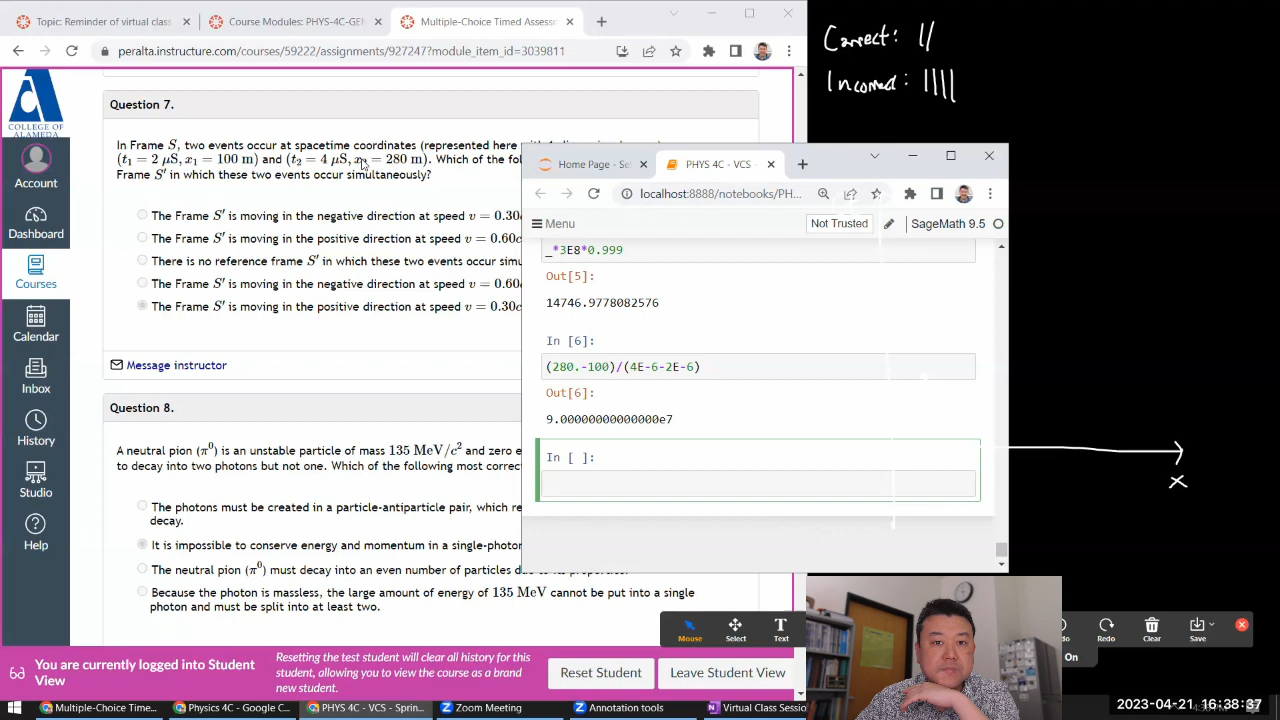 Topic: Reminder of virtual class
Course Modules: PHYS-4C-GEN
Multiple-Choice Timed Assessm
peralta.instructure.com/courses/59222/assignments/927247?module_item_id=3039811
Correct: ||
Incorrect: ||||
COLLEGE OF
ALAMEDA
Account
Dashboard
Courses
Calendar
Inbox
History
Studio
Help
Question 7.
In Frame S, two events occur at spacetime coordinates (represented here
(t₁ = 2 μS, x₁ = 100 m) and (t₂ = 4 μS, x₂ = 280 m). Which of the fol
Frame S′ in which these two events occur simultaneously?
The Frame S′ is moving in the negative direction at speed v = 0.30c
The Frame S′ is moving in the positive direction at speed v = 0.60c
There is no reference frame S′ in which these two events occur simu
The Frame S′ is moving in the negative direction at speed v = 0.60c
The Frame S′ is moving in the positive direction at speed v = 0.30c
Message instructor
Question 8.
A neutral pion (π⁰) is an unstable particle of mass 135 MeV/c² and zero e
to decay into two photons but not one. Which of the following most correc
The photons must be created in a particle-antiparticle pair, which re
decay.
It is impossible to conserve energy and momentum in a single-photon
The neutral pion (π⁰) must decay into an even number of particles due to its properties.
Because the photon is massless, the large amount of energy of 135 MeV cannot be put into a single
photon and must be split into at least two.
Home Page - Sel
PHYS 4C - VCS -
localhost:8888/notebooks/PH...
Menu
Not Trusted
SageMath 9.5
_*3E8*0.999
Out[5]:
14746.9778082576
In [6]:
(280.-100)/(4E-6-2E-6)
Out[6]:
9.00000000000000e7
In [ ]:
x
Mouse
Select
Text
Redo
Clear
Save
On
You are currently logged into Student
View
Resetting the test student will clear all history for this
student, allowing you to view the course as a brand
new student.
Reset Student
Leave Student View
Multiple-Choice Time...
Physics 4C - Google C...
PHYS 4C - VCS - Sprin...
Zoom Meeting
Annotation tools
Virtual Class Sessio
2023-04-21 16:38:37